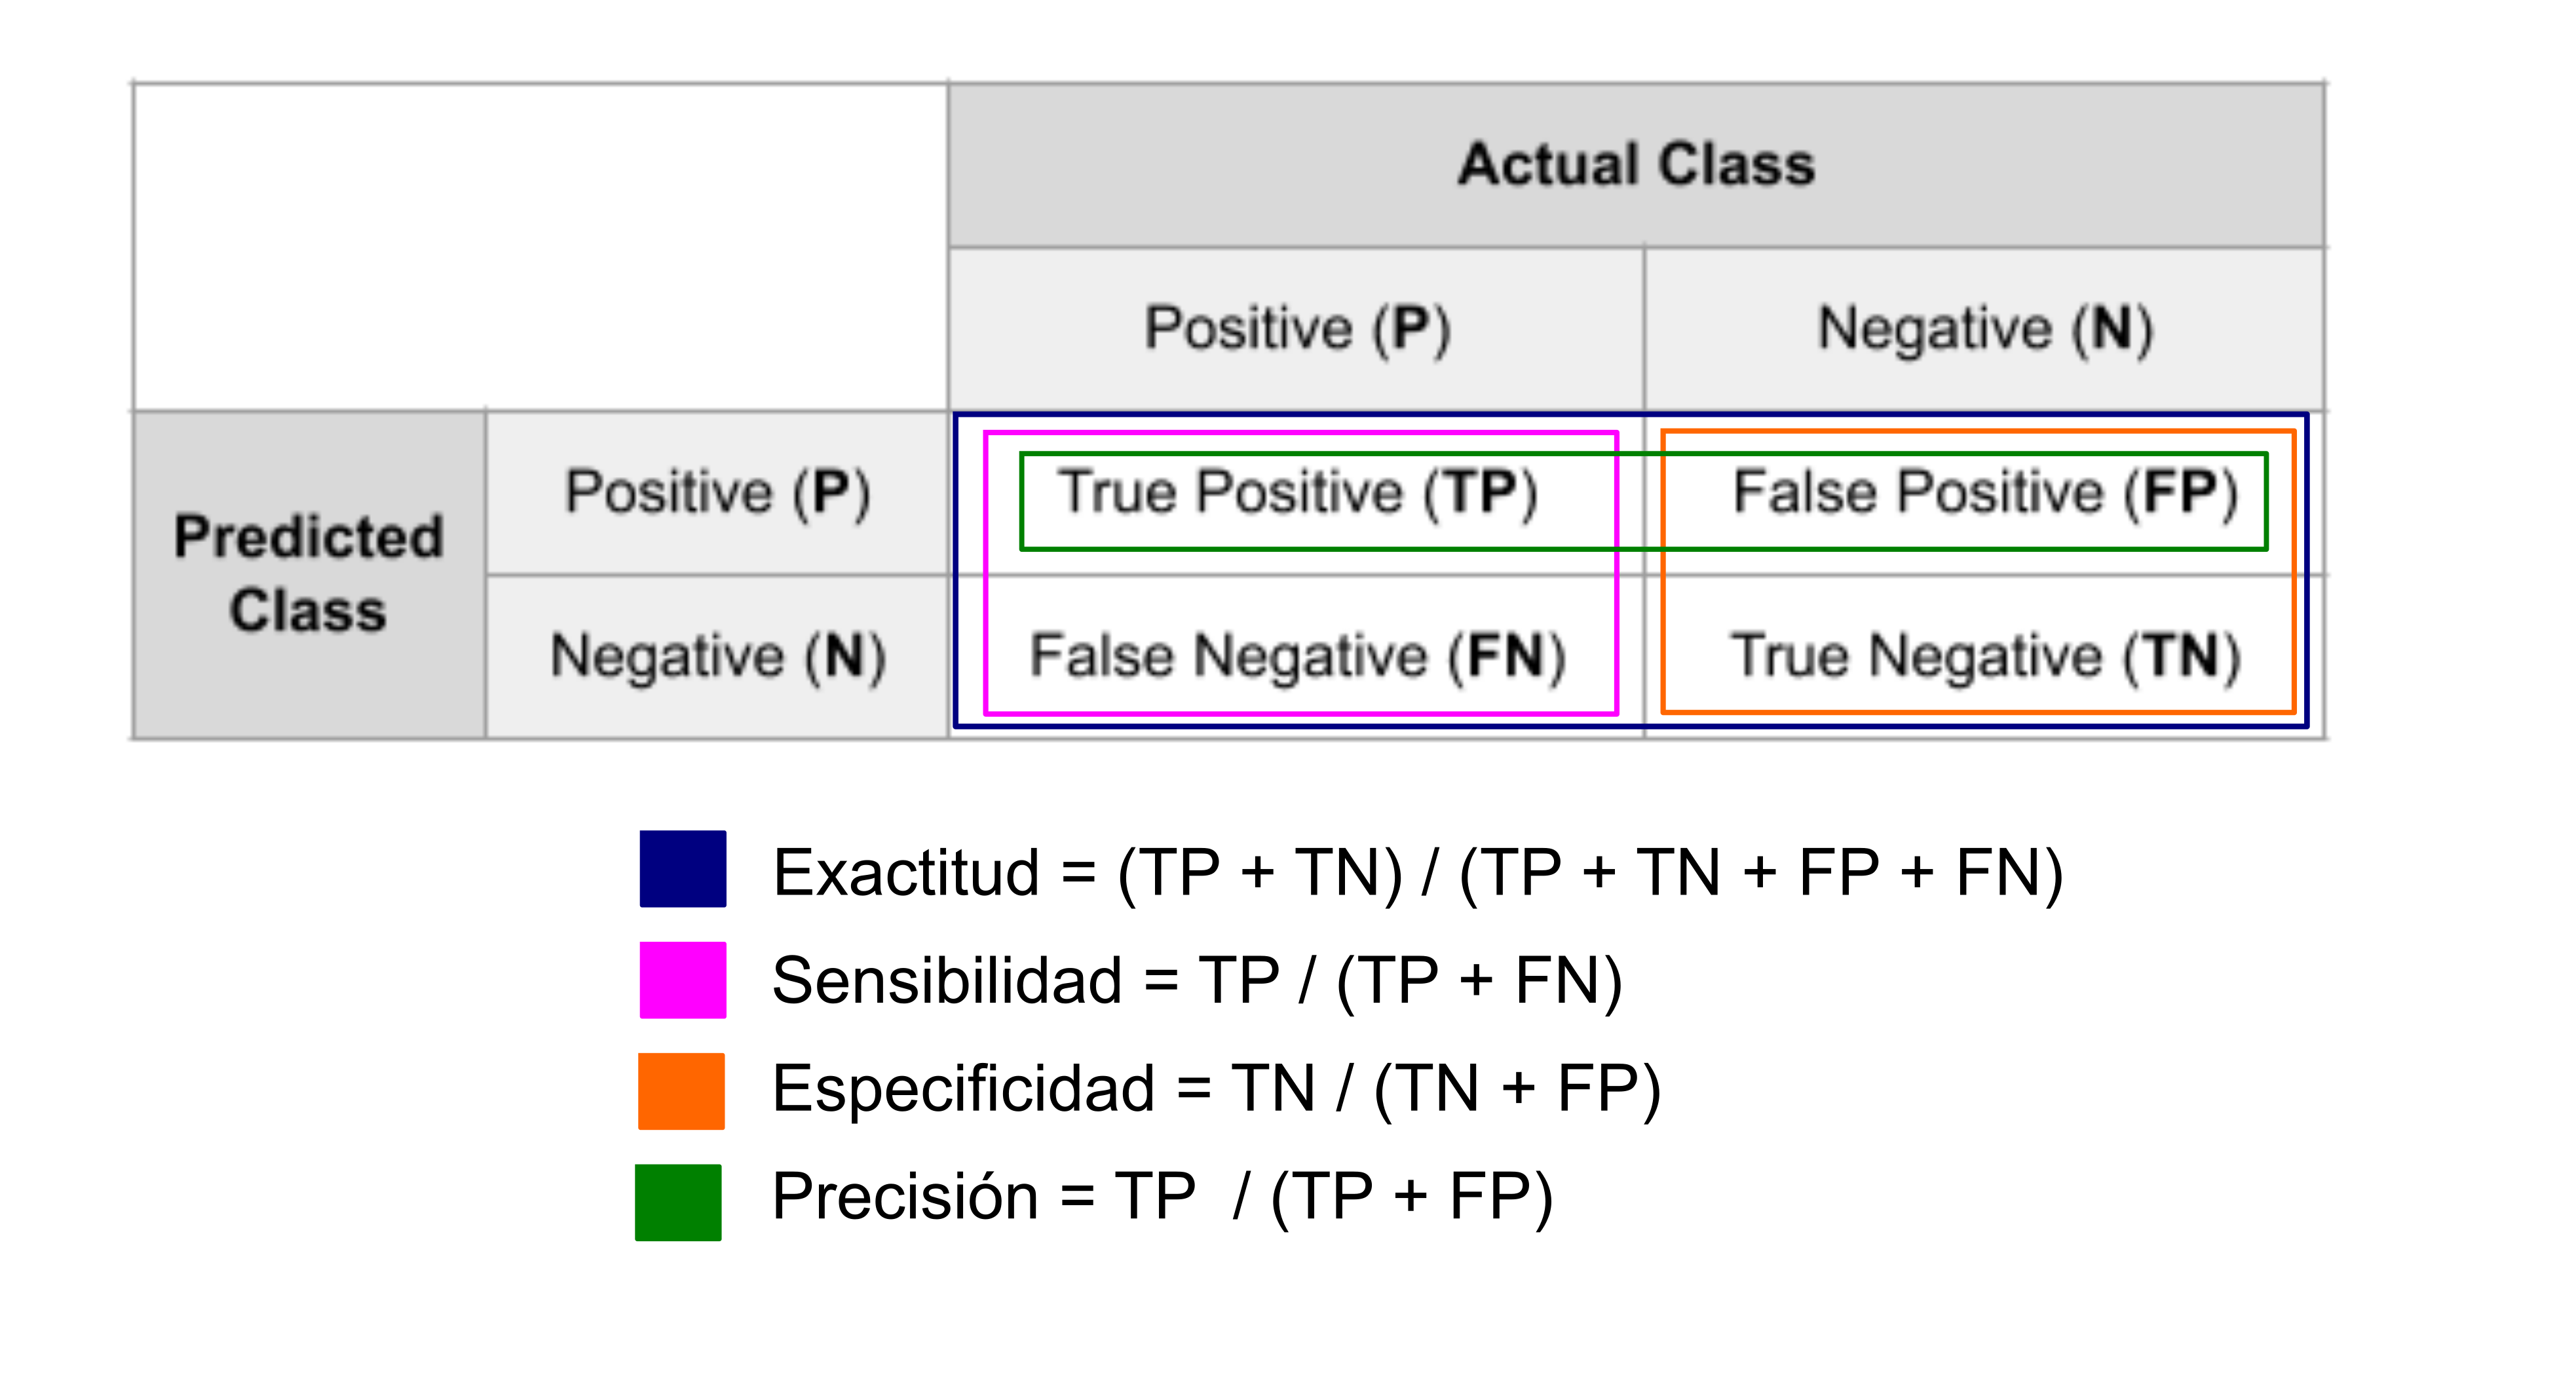 Actual Class
Positive (P)
Negative (N)
Predicted
Class
Positive (P)
True Positive (TP)
False Positive (FP)
Negative (N)
False Negative (FN)
True Negative (TN)
Exactitud = (TP + TN) / (TP + TN + FP + FN)
Sensibilidad = TP / (TP + FN)
Especificidad = TN / (TN + FP)
Precisión = TP  / (TP + FP)